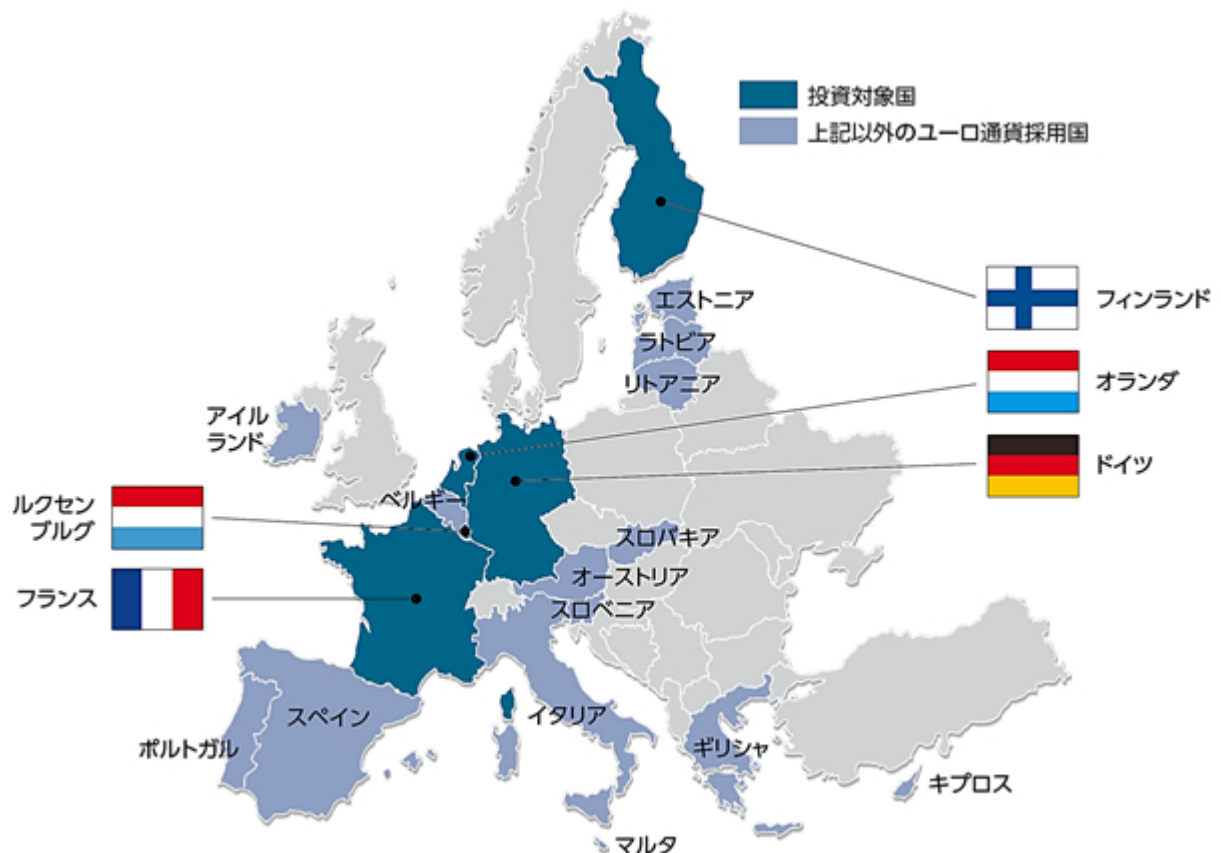 投資対象国
上記以外のユーロ通貨採用国
フィンランド
エストニア
ラトビア
リトアニア
オランダ
アイル
ランド
ドイツ
ベルギー
ルクセン
ブルグ
スロバキア
オーストリア
フランス
スロベニア
スペイン
イタリア
ポルトガル
ギリシャ
キプロス
マルタ